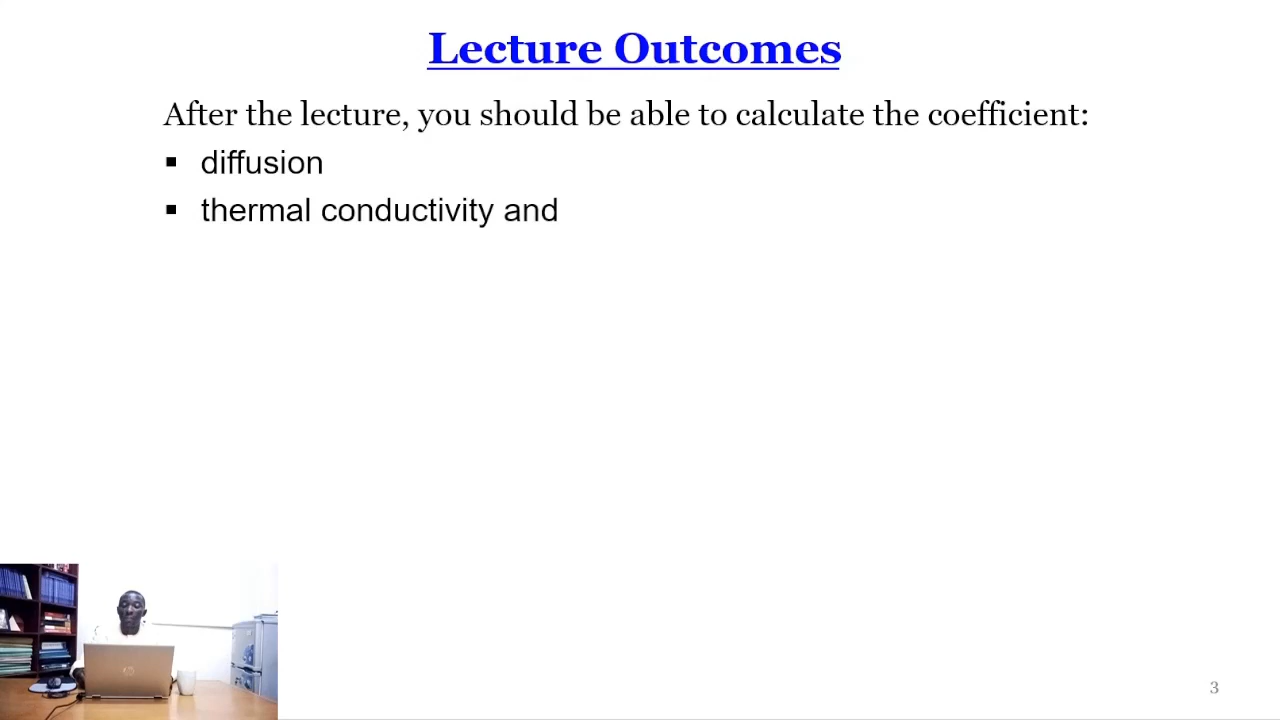 Lecture Outcomes
After the lecture, you should be able to calculate the coefficient:
▪ diffusion
▪ thermal conductivity and
3